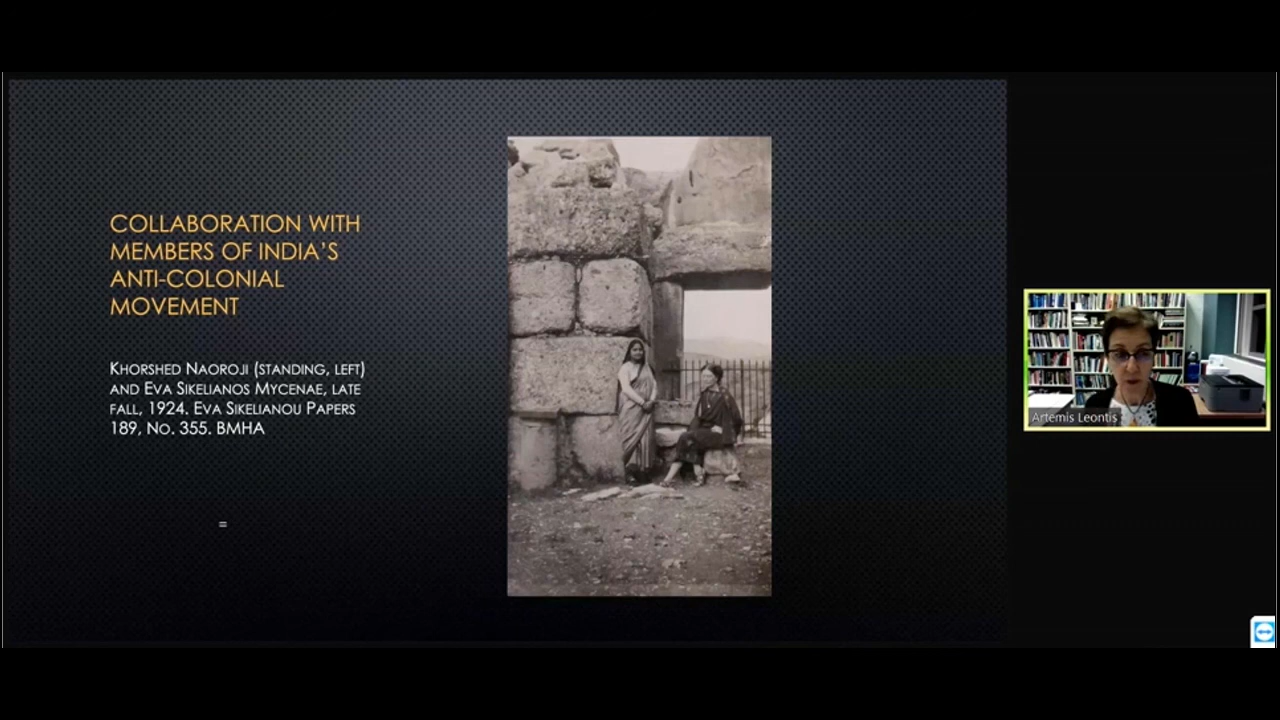 COLLABORATION WITH
MEMBERS OF INDIA'S
ANTI-COLONIAL
MOVEMENT
KHORSHED NAOROJI (STANDING, LEFT)
AND EVA SIKELIANOS MYCENAE, LATE
FALL, 1924. EVA SIKELIANOU PAPERS
189, NO. 355. BMHA
=
Artemis Leontis